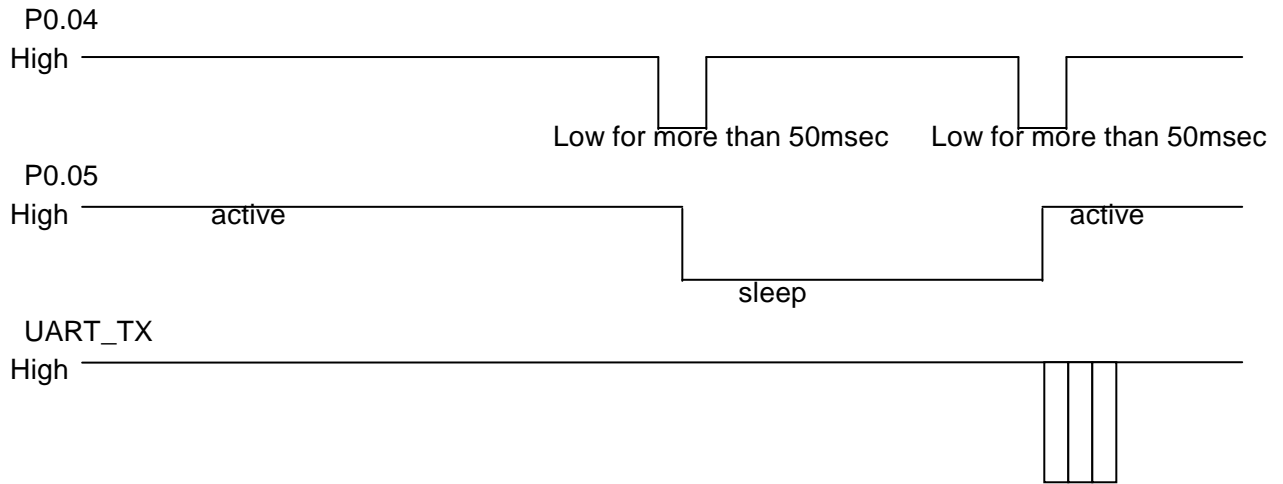 P0.04
High
Low for more than 50msec Low for more than 50msec
P0.05
High active active
sleep
UART_TX
High